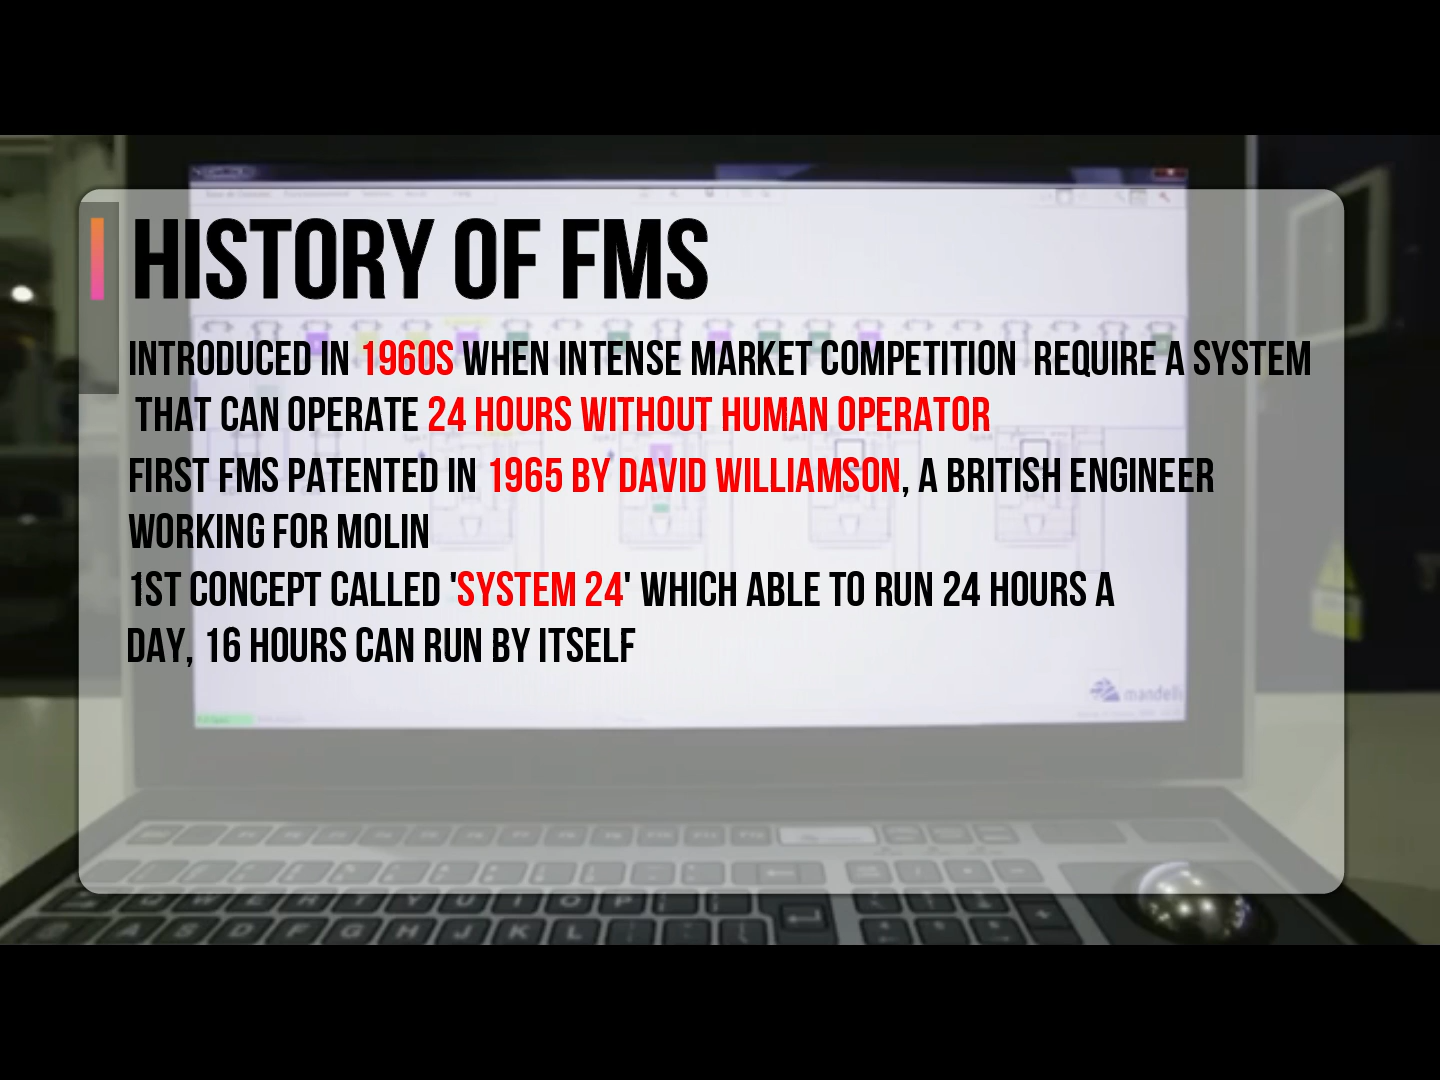 HISTORY OF FMS
INTRODUCED IN 1960S WHEN INTENSE MARKET COMPETITION REQUIRE A SYSTEM
THAT CAN OPERATE 24 HOURS WITHOUT HUMAN OPERATOR
FIRST FMS PATENTED IN 1965 BY DAVID WILLIAMSON, A BRITISH ENGINEER
WORKING FOR MOLIN
1ST CONCEPT CALLED 'SYSTEM 24' WHICH ABLE TO RUN 24 HOURS A
DAY, 16 HOURS CAN RUN BY ITSELF
mandelli
Q W E R T Y U I O P
A S D F G H J K L